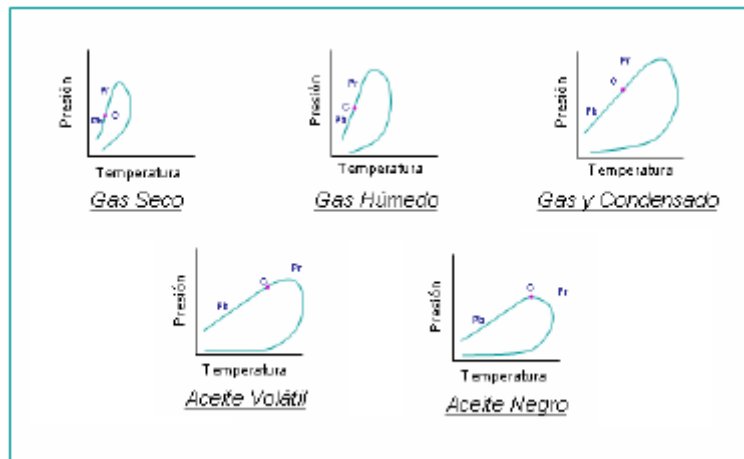 Presión
Pr
C
Pb
Temperatura
Gas Seco
Presión
Pr
C
Pb
Temperatura
Gas Húmedo
Presión
Pr
C
Pb
Temperatura
Gas y Condensado
Presión
C
Pr
Pb
Temperatura
Aceite Volátil
Presión
C
Pr
Pb
Temperatura
Aceite Negro